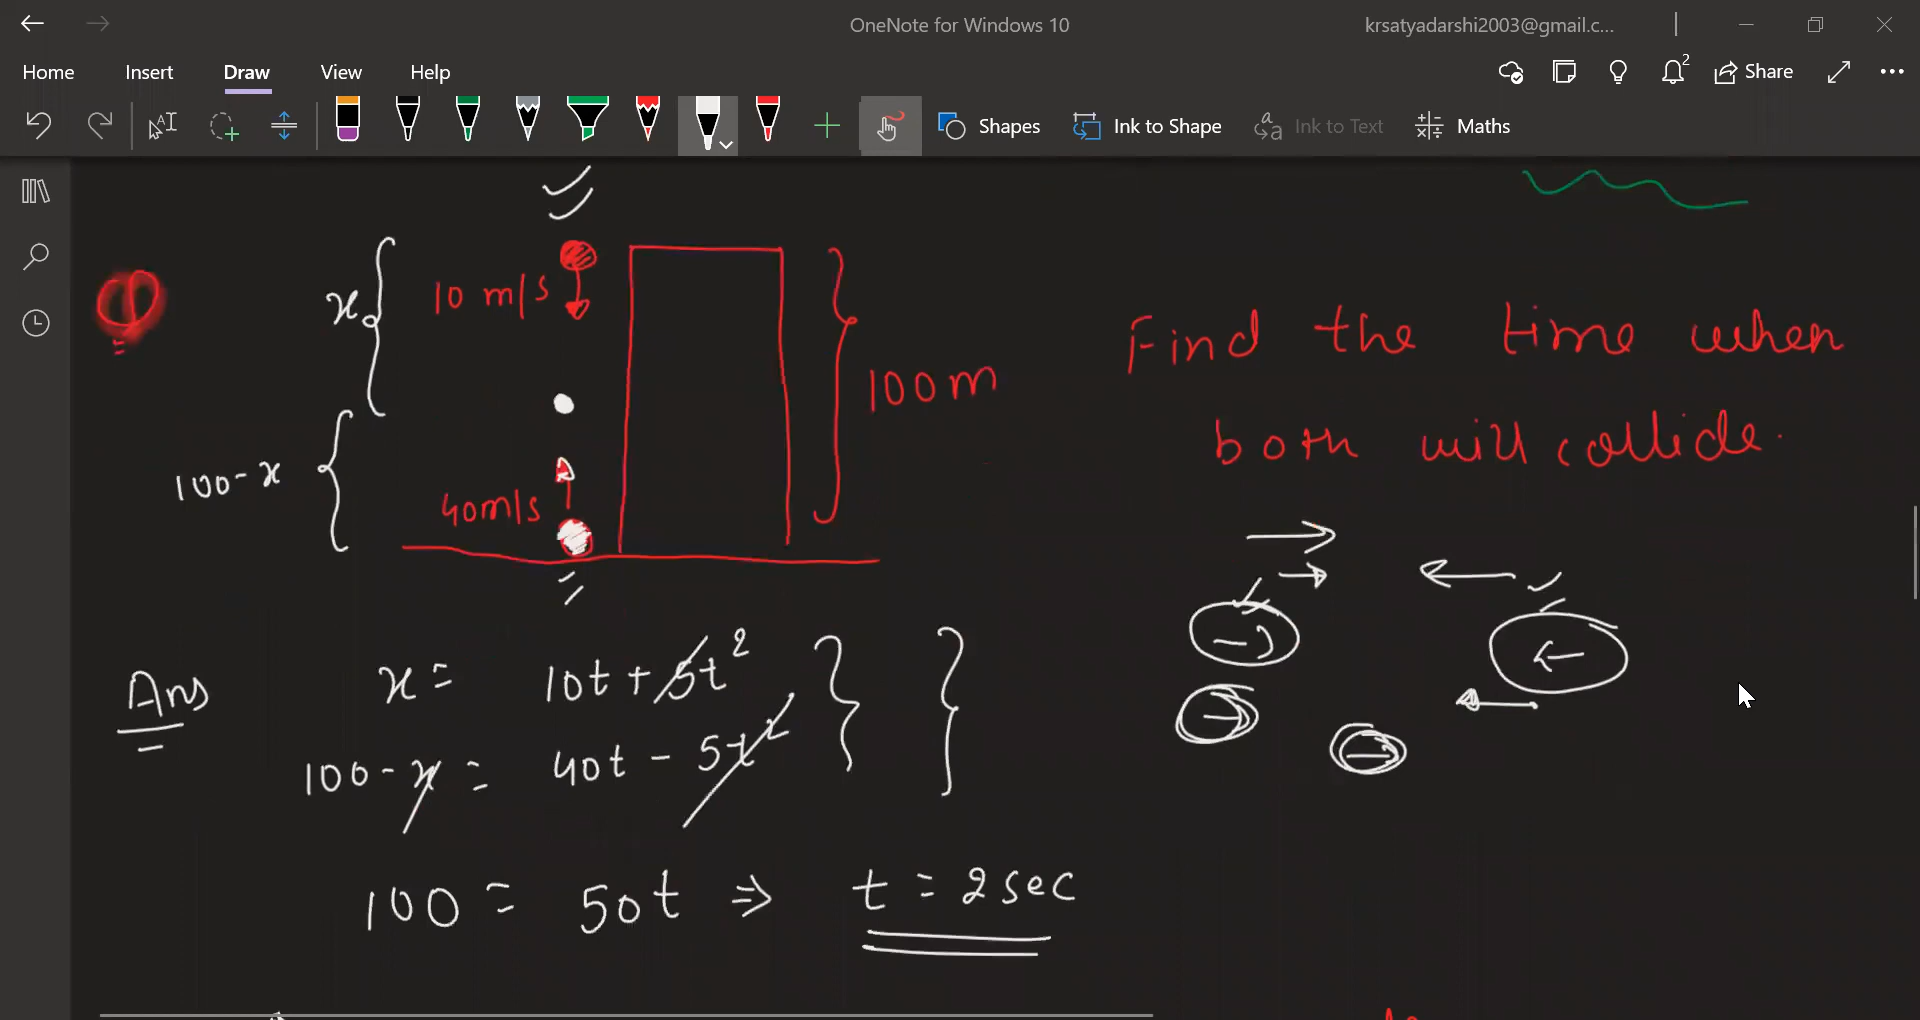 OneNote for Windows 10
krsatyadarshi2003@gmail.c...
Home Insert Draw View Help
2 Share
Shapes Ink to Shape Ink to Text Maths
x
10 m/s
100m
100-x
40m/s
Find the time when
both will collide.
Ans
x = 10t + 5t²
100-x = 40t - 5t²
100 = 50t ⇒ t = 2 sec